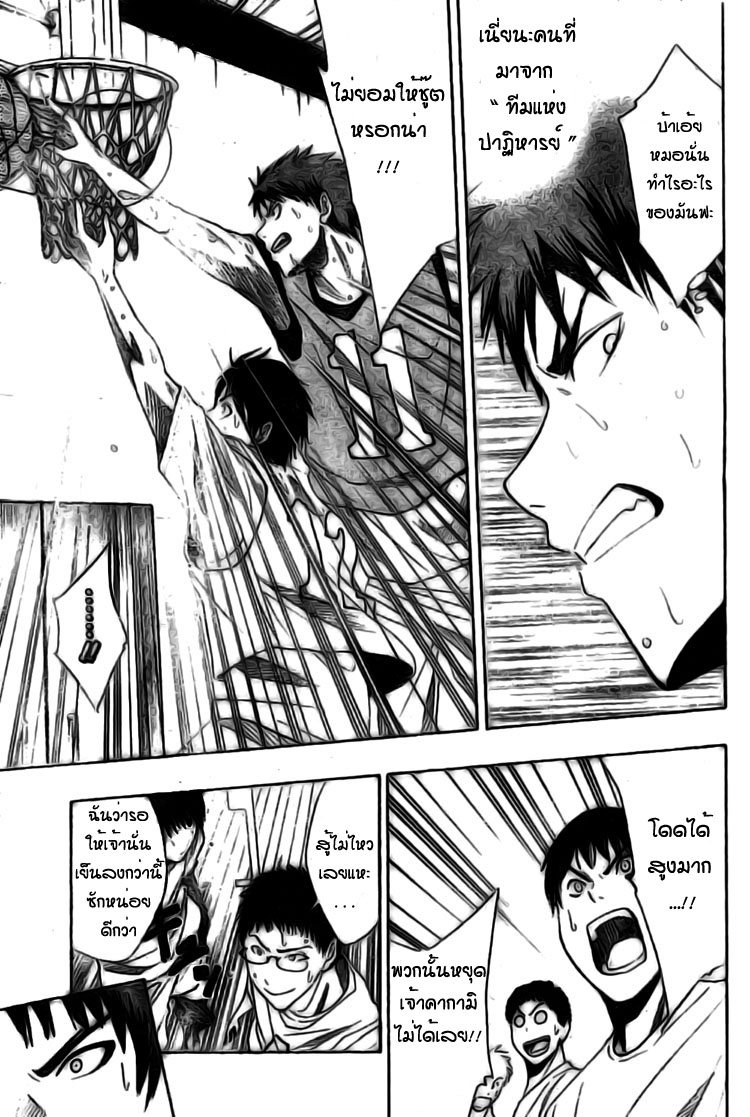 เนี่ยนะคนที่
มาจาก
“ ทีมแห่ง
ปาฏิหารย์ ”
บ้าเอ้ย
หมอนั่น
ทำไรอะไร
ของมันฟะ
ไม่ยอมให้ชู๊ต
หรอกน่า
!!!
11
......!!
โดดได้
สูงมาก
...!!
พวกนั้นหยุด
เจ้าคากามิ
ไม่ได้เลย!!
สู้ไม่ไหว
เลยแหะ
...
ฉันว่ารอ
ให้เจ้านั่น
เย็นลงกว่านี้
ซักหน่อย
ดีกว่า